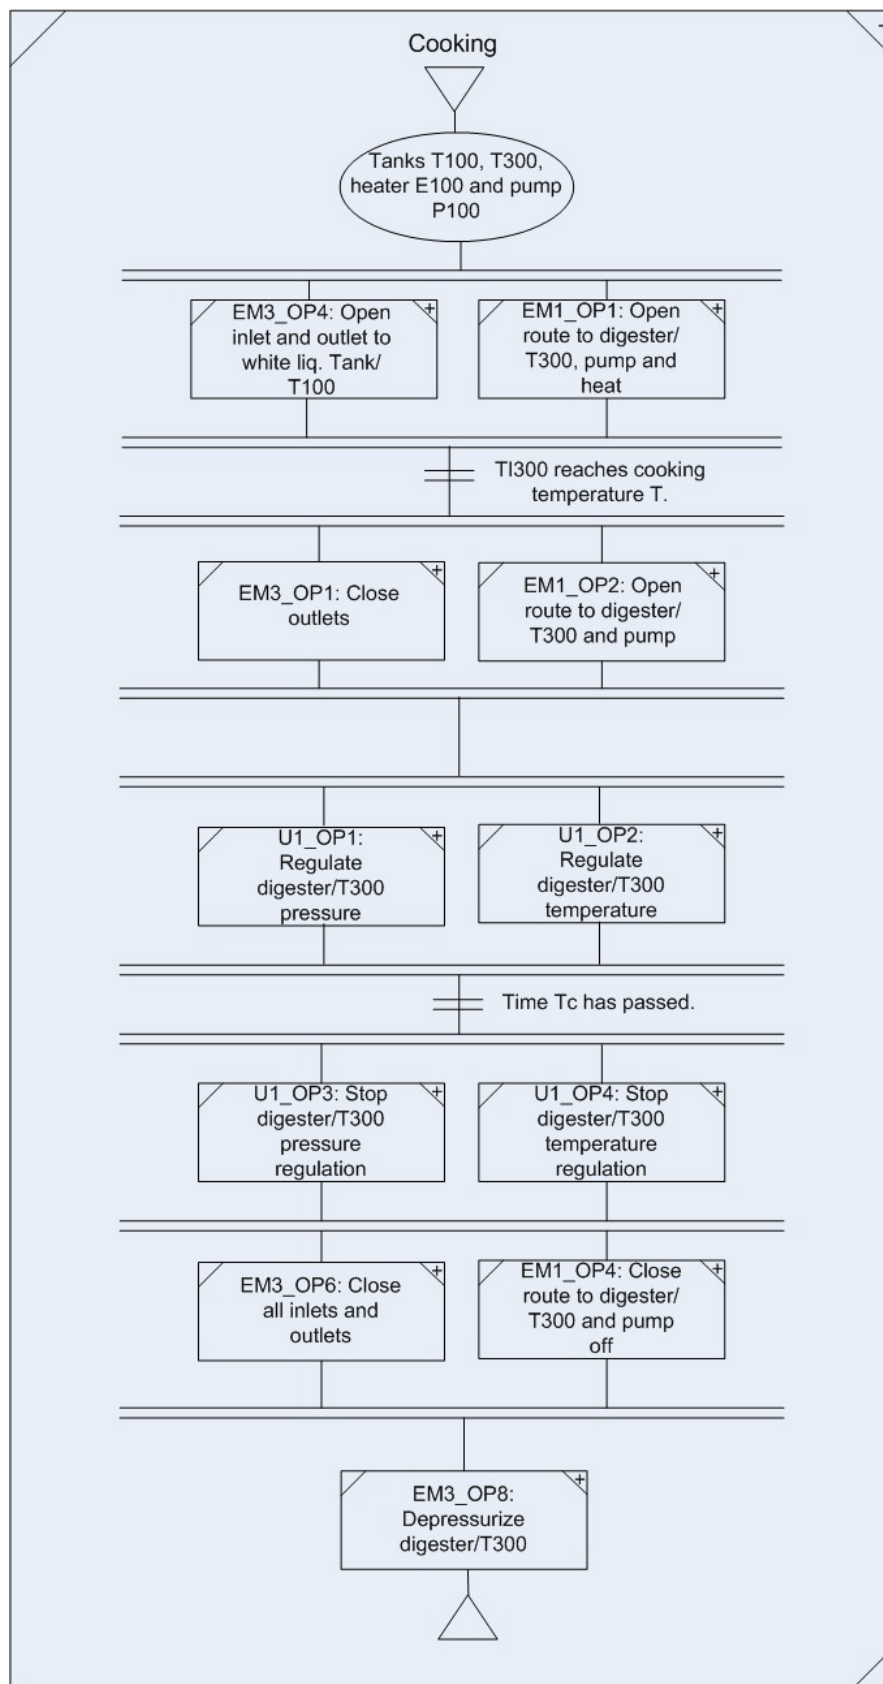 Cooking
Tanks T100, T300,
heater E100 and pump
P100
EM3_OP4: Open
inlet and outlet to
white liq. Tank/
T100
EM1_OP1: Open
route to digester/
T300, pump and
heat
TI300 reaches cooking
temperature T.
EM3_OP1: Close
outlets
EM1_OP2: Open
route to digester/
T300 and pump
U1_OP1:
Regulate
digester/T300
pressure
U1_OP2:
Regulate
digester/T300
temperature
Time Tc has passed.
U1_OP3: Stop
digester/T300
pressure
regulation
U1_OP4: Stop
digester/T300
temperature
regulation
EM3_OP6: Close
all inlets and
outlets
EM1_OP4: Close
route to digester/
T300 and pump
off
EM3_OP8:
Depressurize
digester/T300